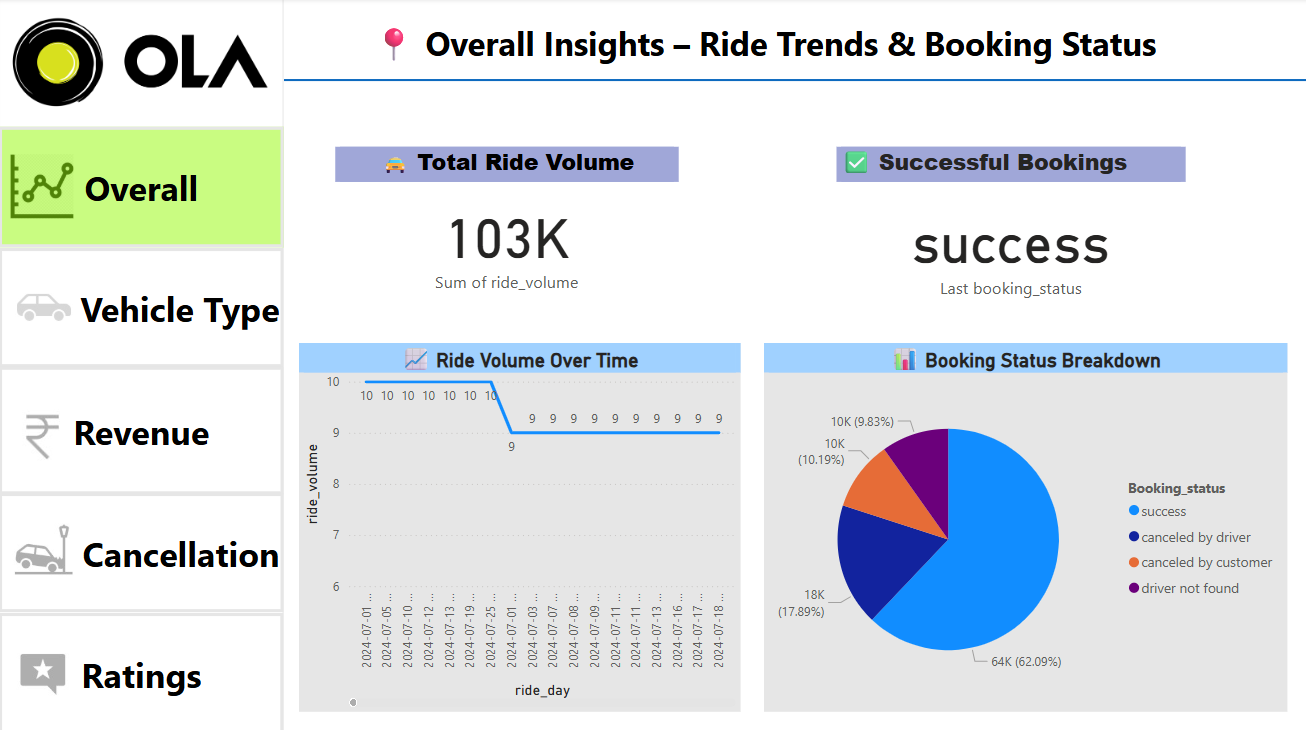 OLA
📍 Overall Insights – Ride Trends & Booking Status
Overall
Vehicle Type
Revenue
Cancellation
Ratings
🚖 Total Ride Volume
103K
Sum of ride_volume
✅ Successful Bookings
success
Last booking_status
📈 Ride Volume Over Time
ride_volume
10
9
8
7
6
10 10 10 10 10 10 10
9
9 9 9 9 9 9 9 9 9 9
2024-07-01 ...
2024-07-05 ...
2024-07-10 ...
2024-07-12 ...
2024-07-13 ...
2024-07-19 ...
2024-07-25 ...
2024-07-01 ...
2024-07-03 ...
2024-07-07 ...
2024-07-08 ...
2024-07-09 ...
2024-07-11 ...
2024-07-11 ...
2024-07-13 ...
2024-07-16 ...
2024-07-17 ...
2024-07-18 ...
ride_day
📊 Booking Status Breakdown
10K (9.83%)
10K
(10.19%)
18K
(17.89%)
64K (62.09%)
Booking_status
success
canceled by driver
canceled by customer
driver not found